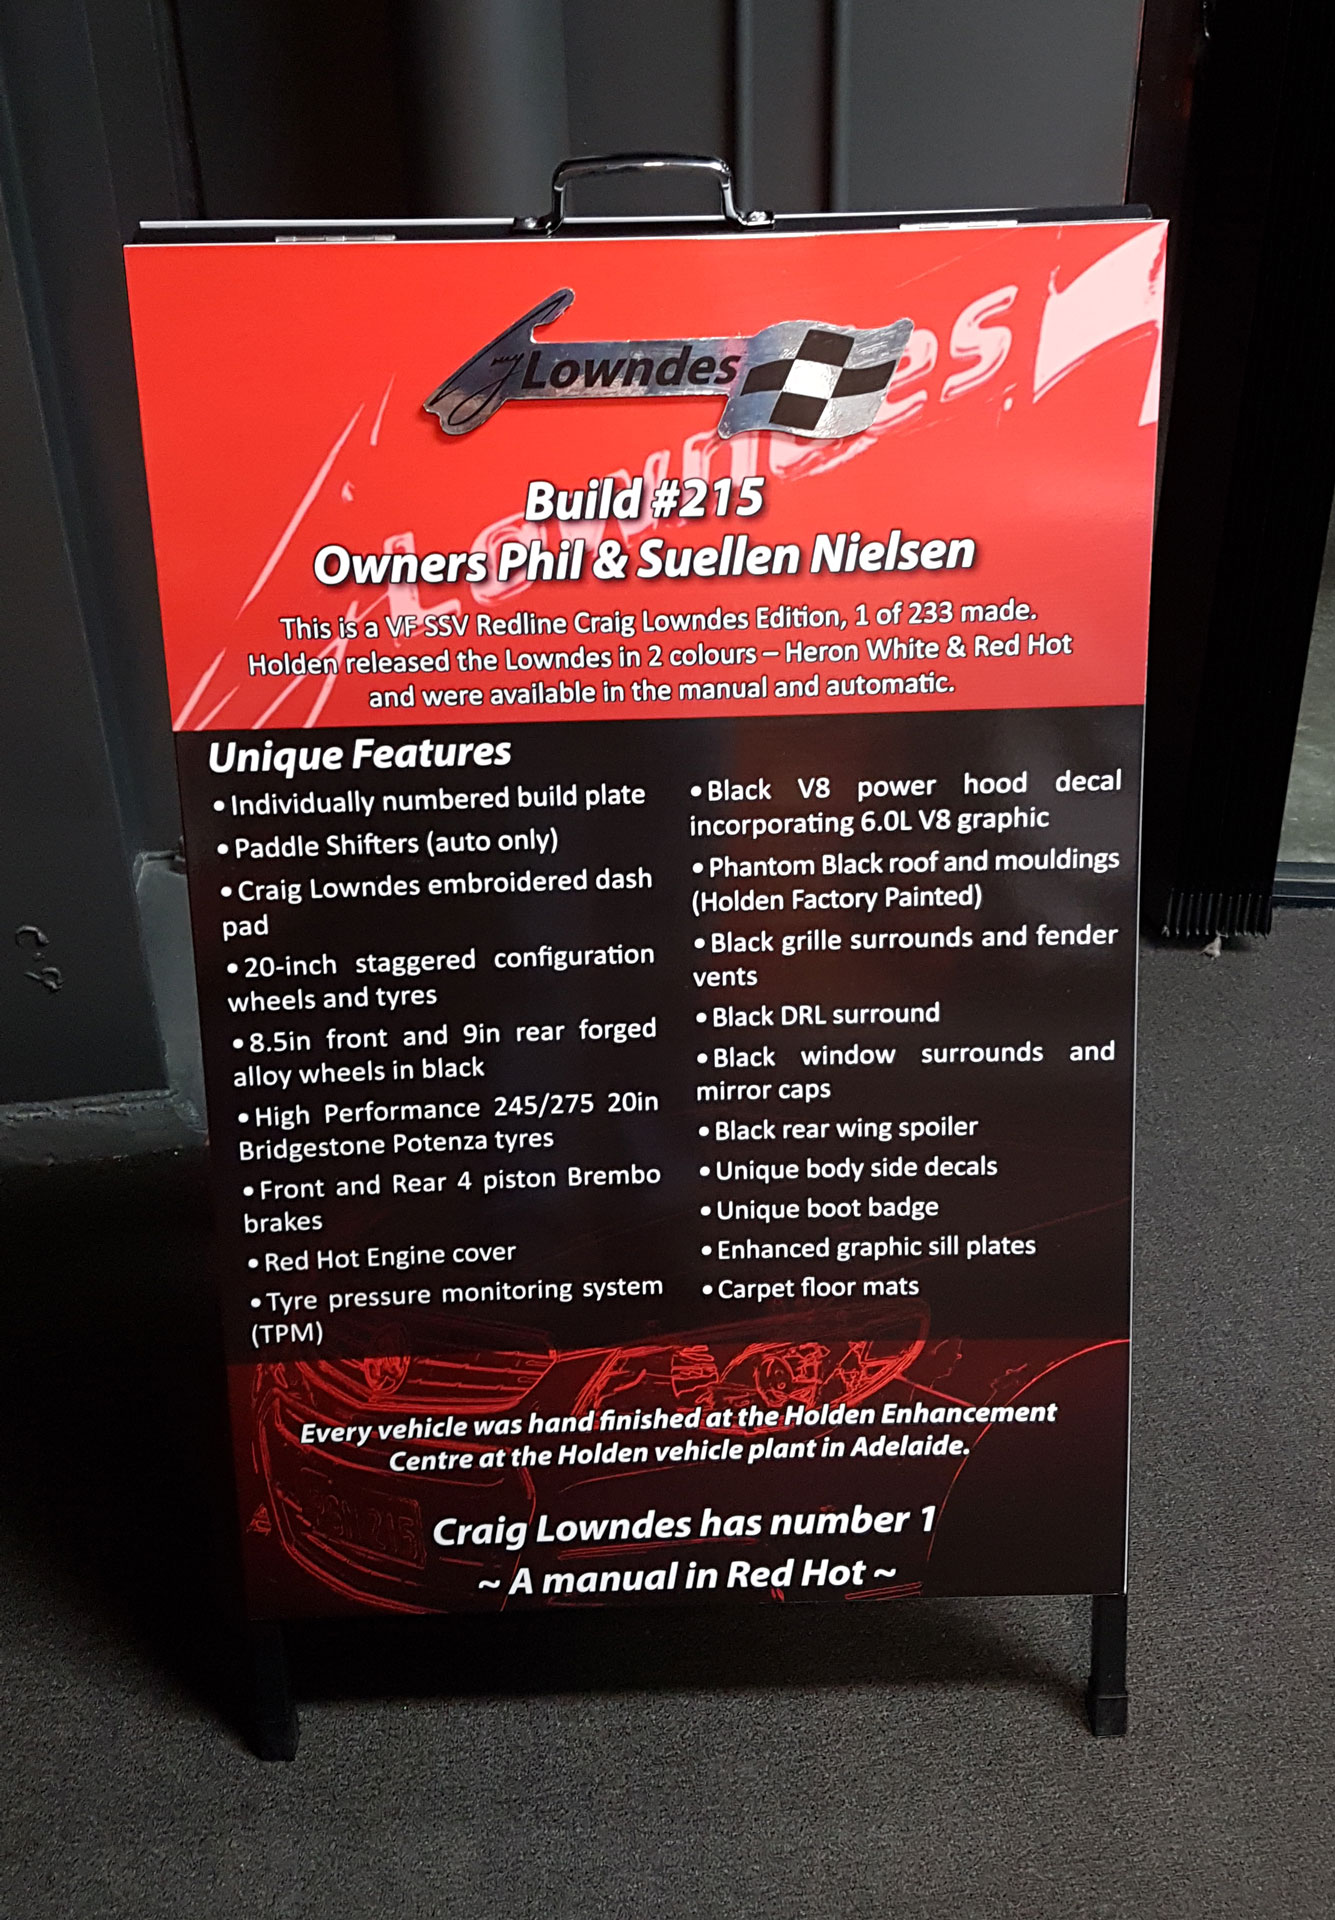 my Lowndes
Lowndes
Build #215
Owners Phil & Suellen Nielsen
This is a VF SSV Redline Craig Lowndes Edition, 1 of 233 made.
Holden released the Lowndes in 2 colours – Heron White & Red Hot
and were available in the manual and automatic.
Unique Features
• Individually numbered build plate
• Paddle Shifters (auto only)
• Craig Lowndes embroidered dash
pad
• 20-inch staggered configuration
wheels and tyres
• 8.5in front and 9in rear forged
alloy wheels in black
• High Performance 245/275 20in
Bridgestone Potenza tyres
• Front and Rear 4 piston Brembo
brakes
• Red Hot Engine cover
• Tyre pressure monitoring system
(TPM)
• Black V8 power hood decal
incorporating 6.0L V8 graphic
• Phantom Black roof and mouldings
(Holden Factory Painted)
• Black grille surrounds and fender
vents
• Black DRL surround
• Black window surrounds and
mirror caps
• Black rear wing spoiler
• Unique body side decals
• Unique boot badge
• Enhanced graphic sill plates
• Carpet floor mats
Every vehicle was hand finished at the Holden Enhancement
Centre at the Holden vehicle plant in Adelaide.
Craig Lowndes has number 1
~ A manual in Red Hot ~